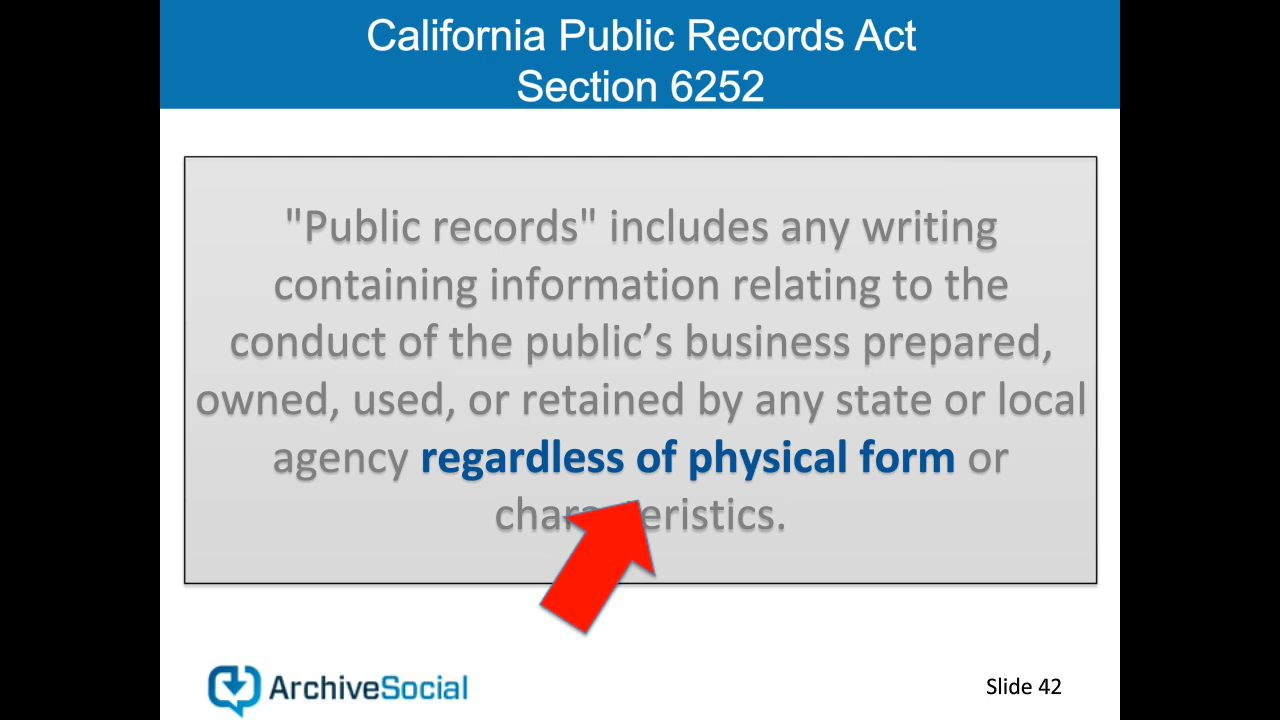 California Public Records Act
Section 6252
"Public records" includes any writing
containing information relating to the
conduct of the public’s business prepared,
owned, used, or retained by any state or local
agency regardless of physical form or
characteristics.
ArchiveSocial
Slide 42